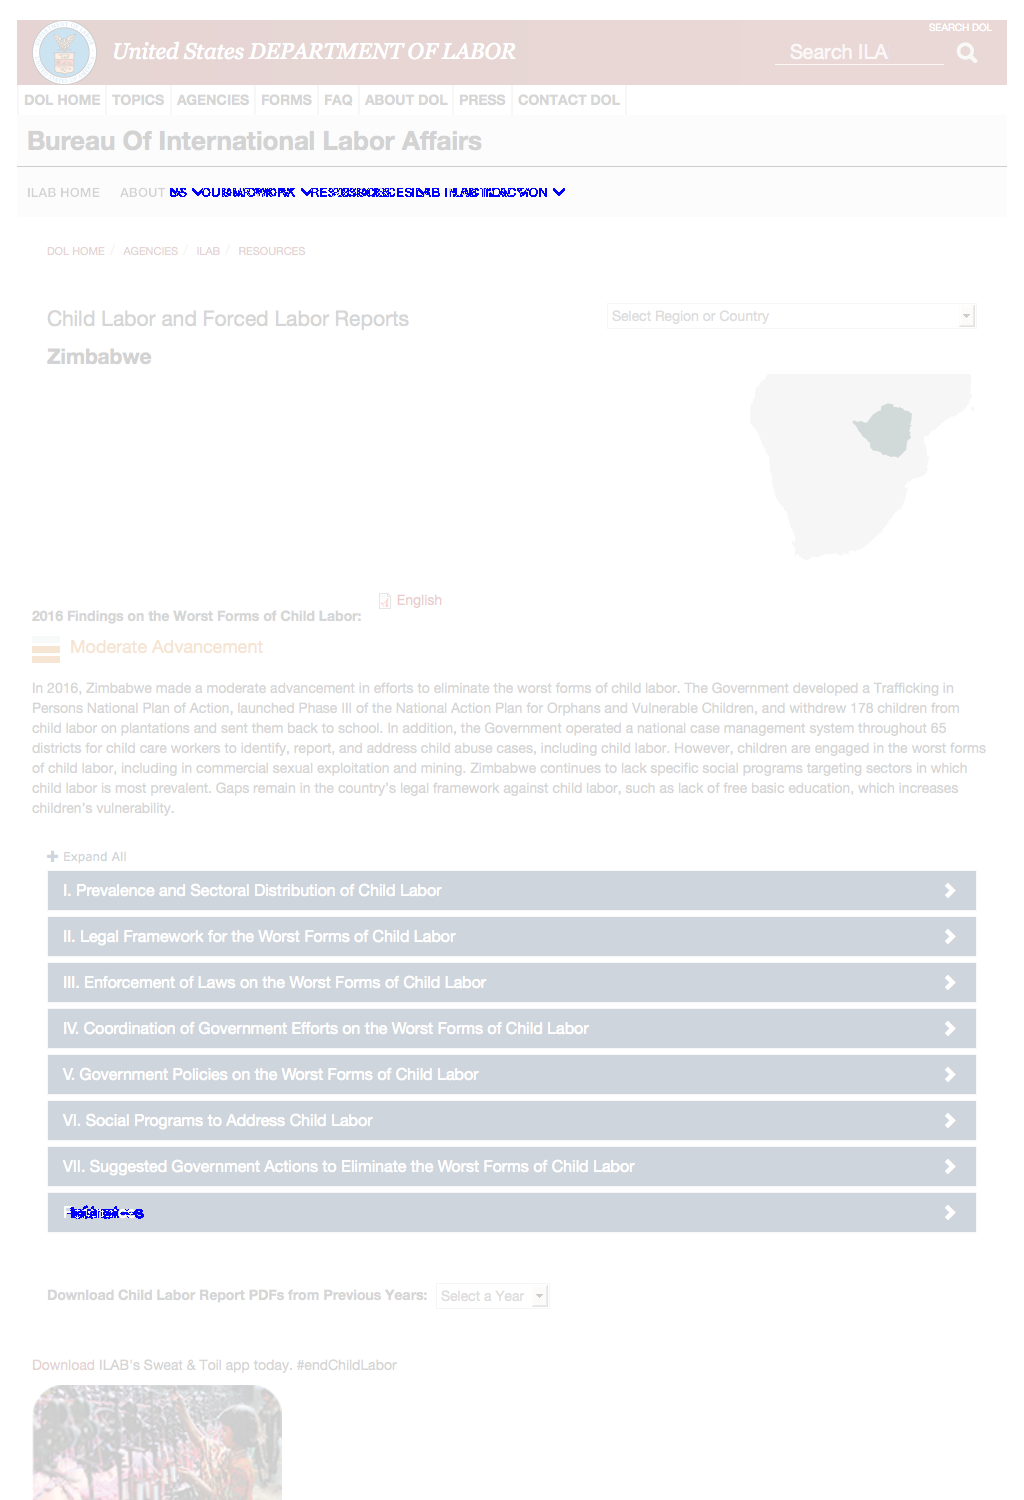 SEARCH DOL
United States DEPARTMENT OF LABOR
Search ILA
DOL HOME TOPICS AGENCIES FORMS FAQ ABOUT DOL PRESS CONTACT DOL
Bureau Of International Labor Affairs
ILAB HOME ABOUT
DOL HOME / AGENCIES / ILAB / RESOURCES
Child Labor and Forced Labor Reports
Select Region or Country
Zimbabwe
English
2016 Findings on the Worst Forms of Child Labor:
Moderate Advancement
In 2016, Zimbabwe made a moderate advancement in efforts to eliminate the worst forms of child labor. The Government developed a Trafficking in
Persons National Plan of Action, launched Phase III of the National Action Plan for Orphans and Vulnerable Children, and withdrew 178 children from
child labor on plantations and sent them back to school. In addition, the Government operated a national case management system throughout 65
districts for child care workers to identify, report, and address child abuse cases, including child labor. However, children are engaged in the worst forms
of child labor, including in commercial sexual exploitation and mining. Zimbabwe continues to lack specific social programs targeting sectors in which
child labor is most prevalent. Gaps remain in the country's legal framework against child labor, such as lack of free basic education, which increases
children's vulnerability.
Expand All
I. Prevalence and Sectoral Distribution of Child Labor
II. Legal Framework for the Worst Forms of Child Labor
III. Enforcement of Laws on the Worst Forms of Child Labor
IV. Coordination of Government Efforts on the Worst Forms of Child Labor
V. Government Policies on the Worst Forms of Child Labor
VI. Social Programs to Address Child Labor
VII. Suggested Government Actions to Eliminate the Worst Forms of Child Labor
Download Child Labor Report PDFs from Previous Years: Select a Year
Download ILAB's Sweat & Toil app today. #endChildLabor